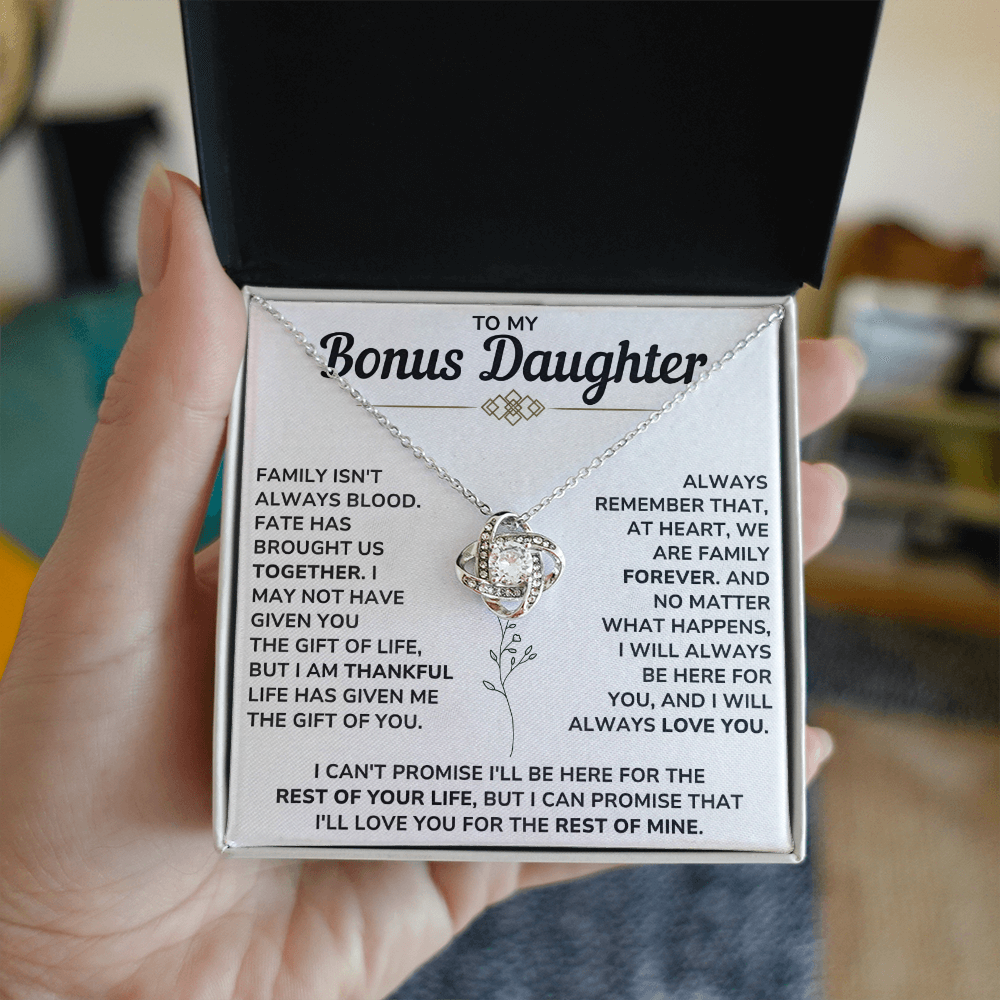 TO MY
Bonus Daughter
FAMILY ISN'T
ALWAYS BLOOD.
FATE HAS
BROUGHT US
TOGETHER. I
MAY NOT HAVE
GIVEN YOU
THE GIFT OF LIFE,
BUT I AM THANKFUL
LIFE HAS GIVEN ME
THE GIFT OF YOU.
ALWAYS
REMEMBER THAT,
AT HEART, WE
ARE FAMILY
FOREVER. AND
NO MATTER
WHAT HAPPENS,
I WILL ALWAYS
BE HERE FOR
YOU, AND I WILL
ALWAYS LOVE YOU.
I CAN'T PROMISE I'LL BE HERE FOR THE
REST OF YOUR LIFE, BUT I CAN PROMISE THAT
I'LL LOVE YOU FOR THE REST OF MINE.